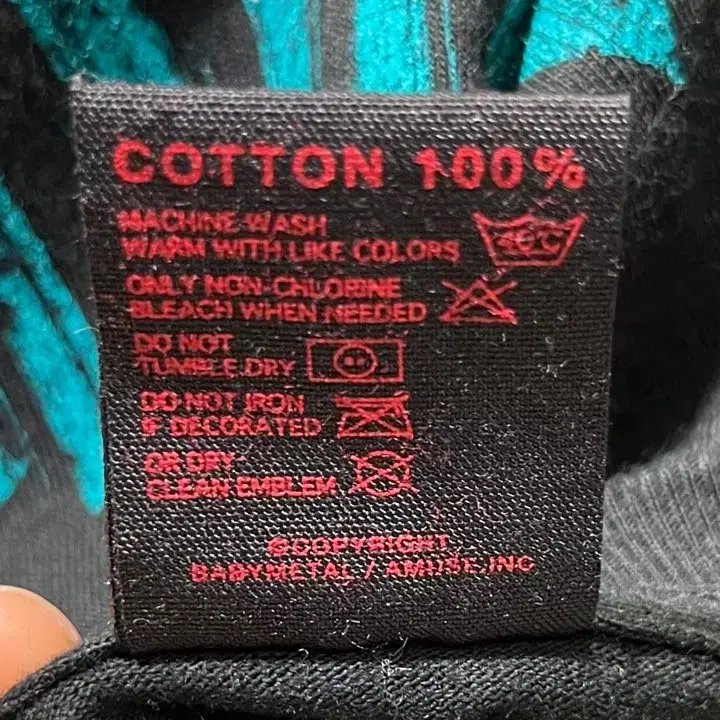 COTTON 100%
MACHINE WASH
WARM WITH LIKE COLORS
40°C
ONLY NON-CHLORINE
BLEACH WHEN NEEDED
DO NOT
TUMBLE DRY
DO NOT IRON
IF DECORATED
OR DRY
CLEAN EMBLEM
©COPYRIGHT
BABYMETAL / AMUSE,INC